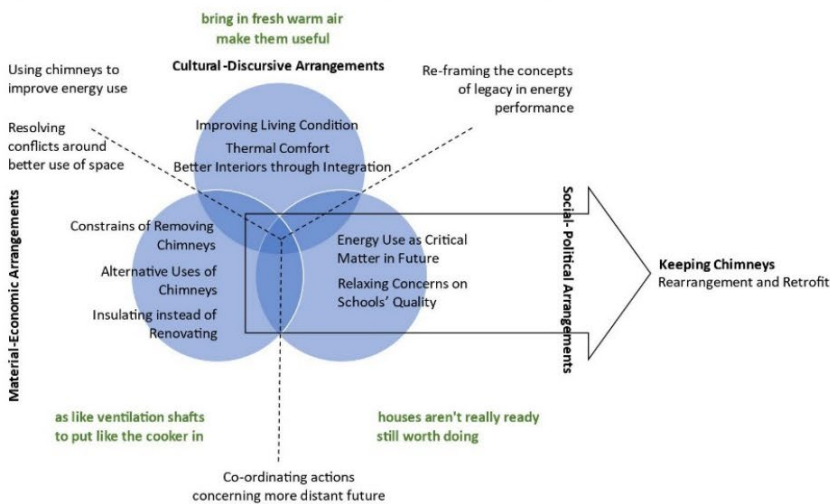 bring in fresh warm air
make them useful
Cultural-Discursive Arrangements
Using chimneys to
improve energy use
Re-framing the concepts
of legacy in energy
performance
Resolving
conflicts around
better use of space
Improving Living Condition
Thermal Comfort
Better Interiors through Integration
Material-Economic Arrangements
Constrains of Removing
Chimneys
Alternative Uses of
Chimneys
Insulating instead of
Renovating
Energy Use as Critical
Matter in Future
Relaxing Concerns on
Schools' Quality
Social- Political Arrangements
Keeping Chimneys
Rearrangement and Retrofit
as like ventilation shafts
to put like the cooker in
houses aren't really ready
still worth doing
Co-ordinating actions
concerning more distant future